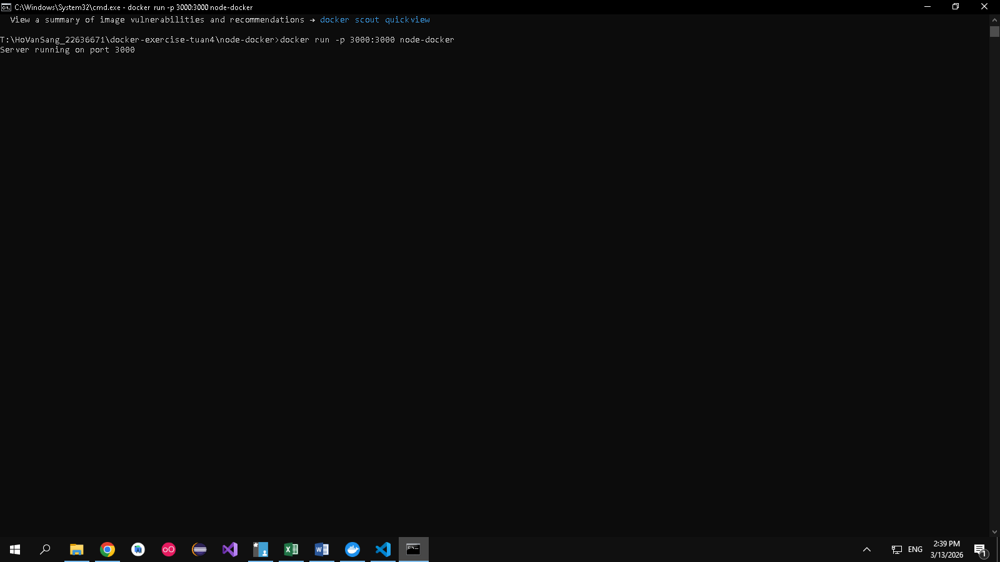 C:\Windows\System32\cmd.exe - docker run -p 3000:3000 node-docker
View a summary of image vulnerabilities and recommendations → docker scout quickview
T:\HoVanSang_22636671\docker-exercise-tuan4\node-docker>docker run -p 3000:3000 node-docker
Server running on port 3000
ENG
2:39 PM
3/13/2026
1